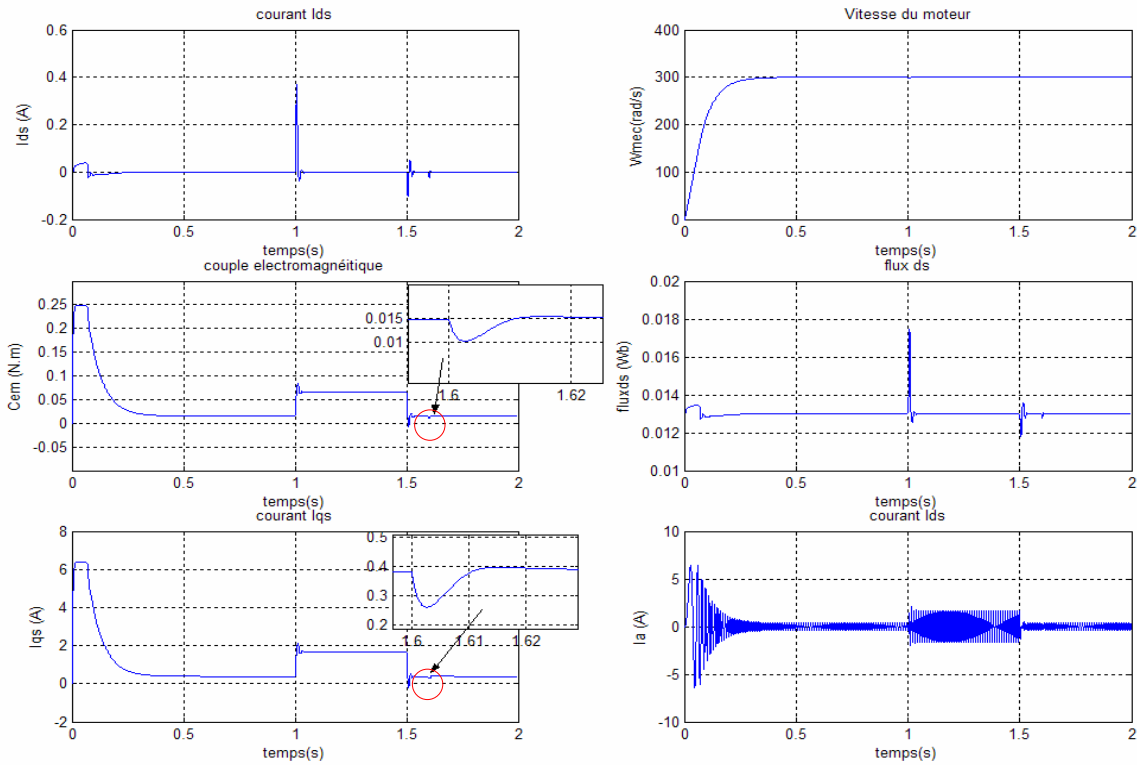 courant Ids
Ids (A)
0.6
0.4
0.2
0
-0.2
0 0.5 1 1.5 2
temps(s)
Vitesse du moteur
Wmec(rad/s)
400
300
200
100
0
0 0.5 1 1.5 2
temps(s)
couple electromagnéitique
Cem (N.m)
0.25
0.2
0.15
0.1
0.05
0
-0.05
0 0.5 1 1.5 2
temps(s)
0.015
0.01
1.6 1.62
flux ds
fluxds (Wb)
0.02
0.018
0.016
0.014
0.012
0.01
0 0.5 1 1.5 2
temps(s)
courant Iqs
Iqs (A)
8
6
4
2
0
-2
0 0.5 1 1.5 2
temps(s)
0.5
0.4
0.3
0.2
1.6 1.61 1.62
courant Ids
Ia (A)
10
5
0
-5
-10
0 0.5 1 1.5 2
temps(s)